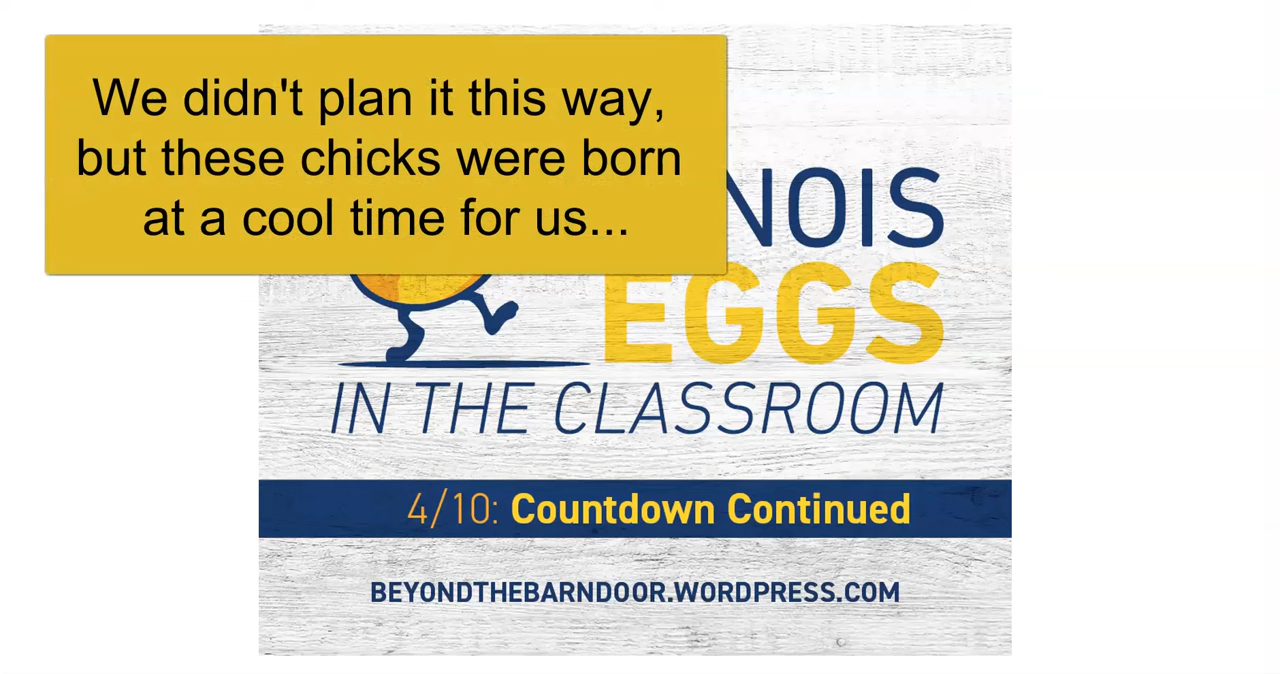 We didn't plan it this way,
but these chicks were born
at a cool time for us...
NOIS
EGGS
IN THE CLASSROOM
4/10: Countdown Continued
BEYONDTHEBARNDOOR.WORDPRESS.COM